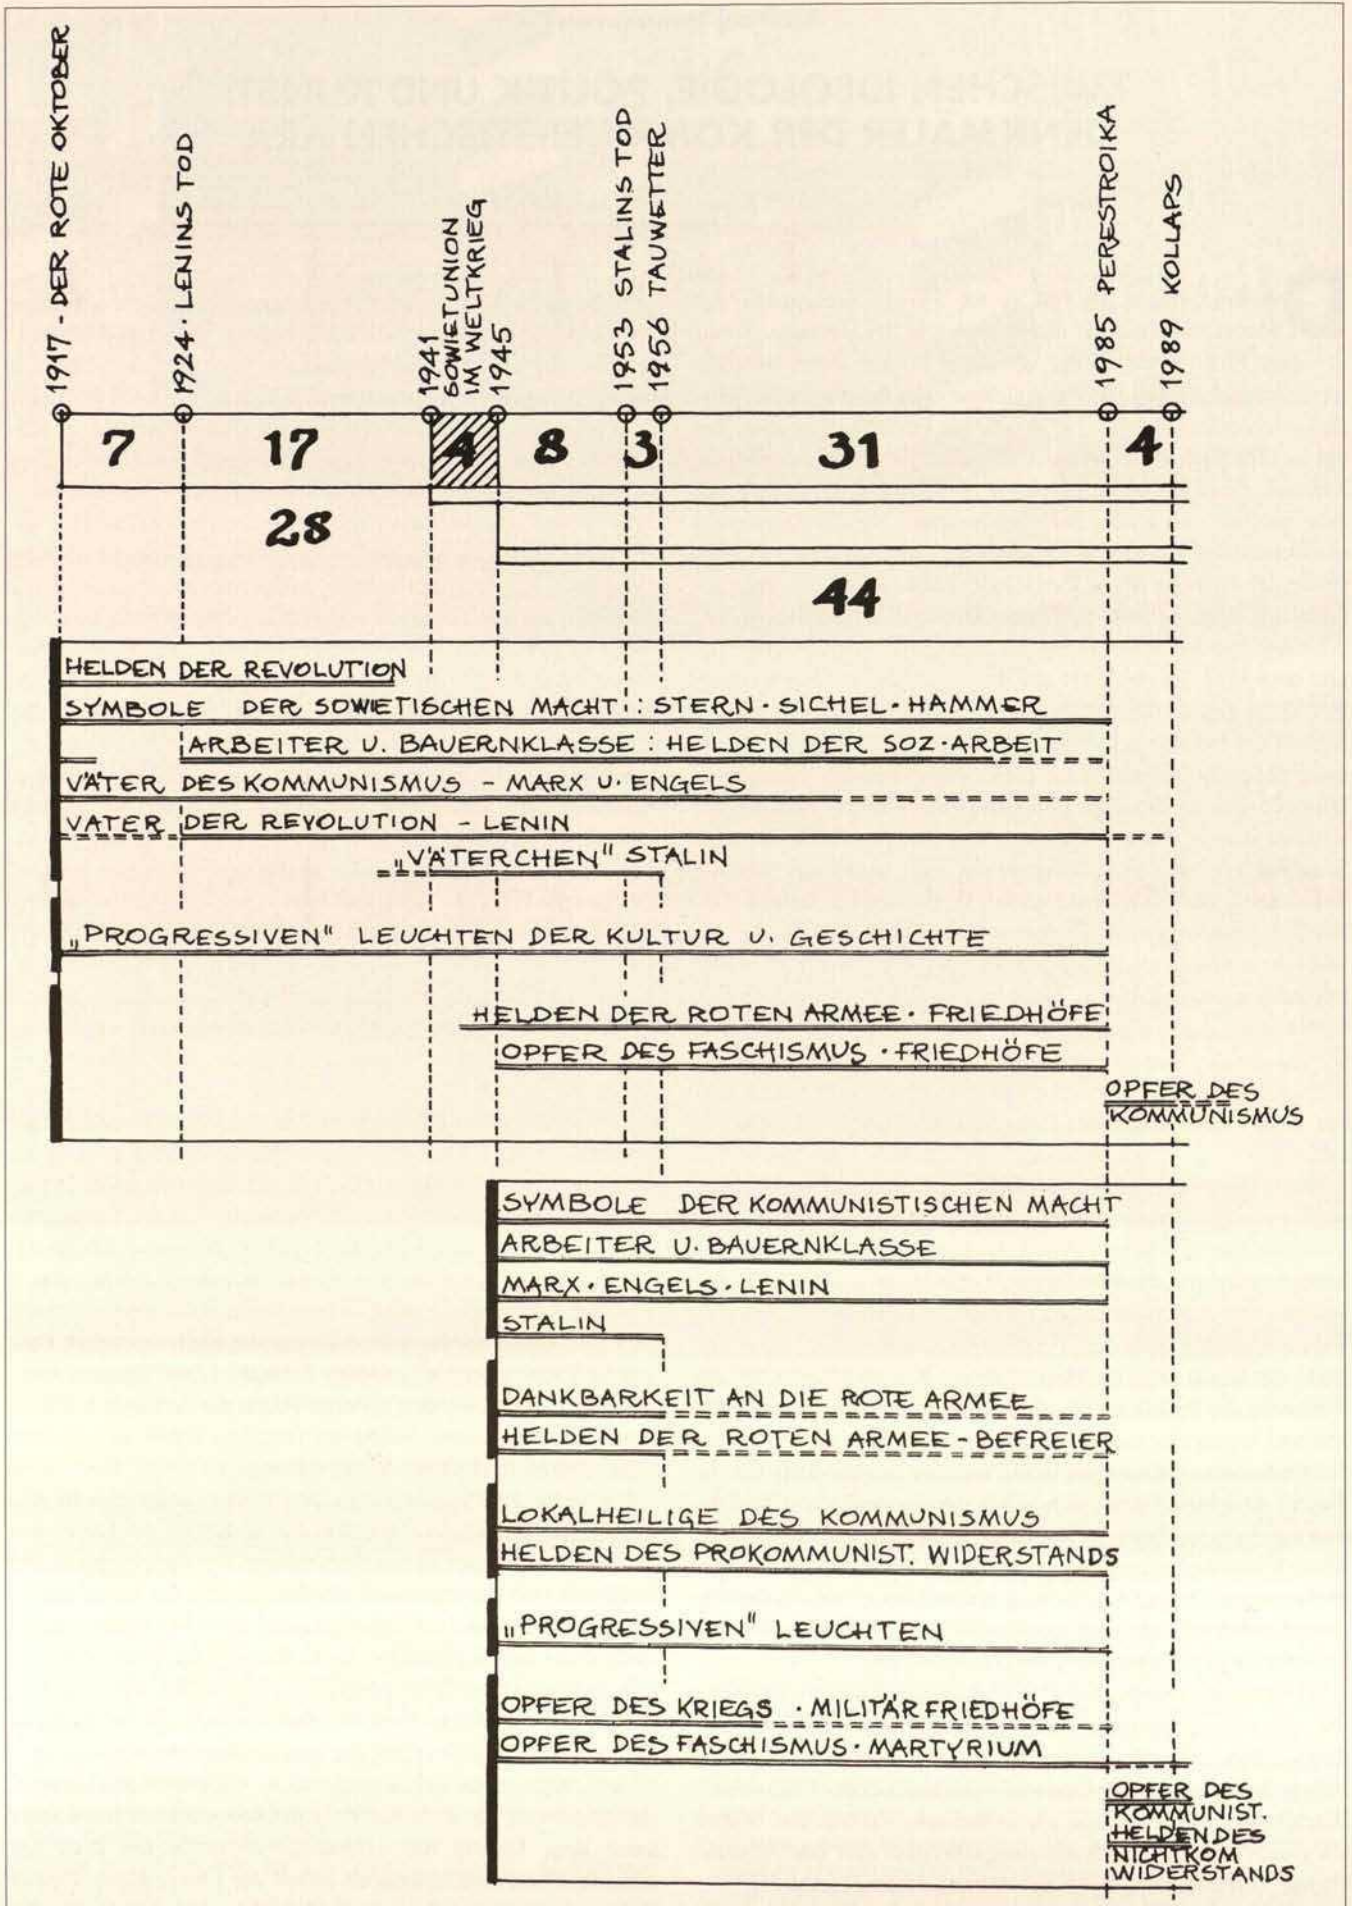 1917 - DER ROTE OKTOBER
1924 · LENINS TOD
1941
SOWIETUNION
IM WELTKRIEG
1945
1953 STALINS TOD
1956 TAUWETTER
1985 PERESTROIKA
1989 KOLLAPS
7 17 4 8 3 31 4
28
44
HELDEN DER REVOLUTION
SYMBOLE DER SOWIETISCHEN MACHT : STERN · SICHEL · HAMMER
ARBEITER U. BAUERNKLASSE : HELDEN DER SOZ · ARBEIT
VÄTER DES KOMMUNISMUS - MARX U. ENGELS
VATER DER REVOLUTION - LENIN
„VÄTERCHEN" STALIN
„PROGRESSIVEN" LEUCHTEN DER KULTUR U. GESCHICHTE
HELDEN DER ROTEN ARMEE · FRIEDHÖFE
OPFER DES FASCHISMUS · FRIEDHÖFE
OPFER DES
KOMMUNISMUS
SYMBOLE DER KOMMUNISTISCHEN MACHT
ARBEITER U. BAUERNKLASSE
MARX · ENGELS · LENIN
STALIN
DANKBARKEIT AN DIE ROTE ARMEE
HELDEN DER ROTEN ARMEE - BEFREIER
LOKALHEILIGE DES KOMMUNISMUS
HELDEN DES PROKOMMUNIST. WIDERSTANDS
„PROGRESSIVEN" LEUCHTEN
OPFER DES KRIEGS · MILITÄRFRIEDHÖFE
OPFER DES FASCHISMUS · MARTYRIUM
OPFER DES
KOMMUNIST.
HELDEN DES
NICHTKOM
WIDERSTANDS